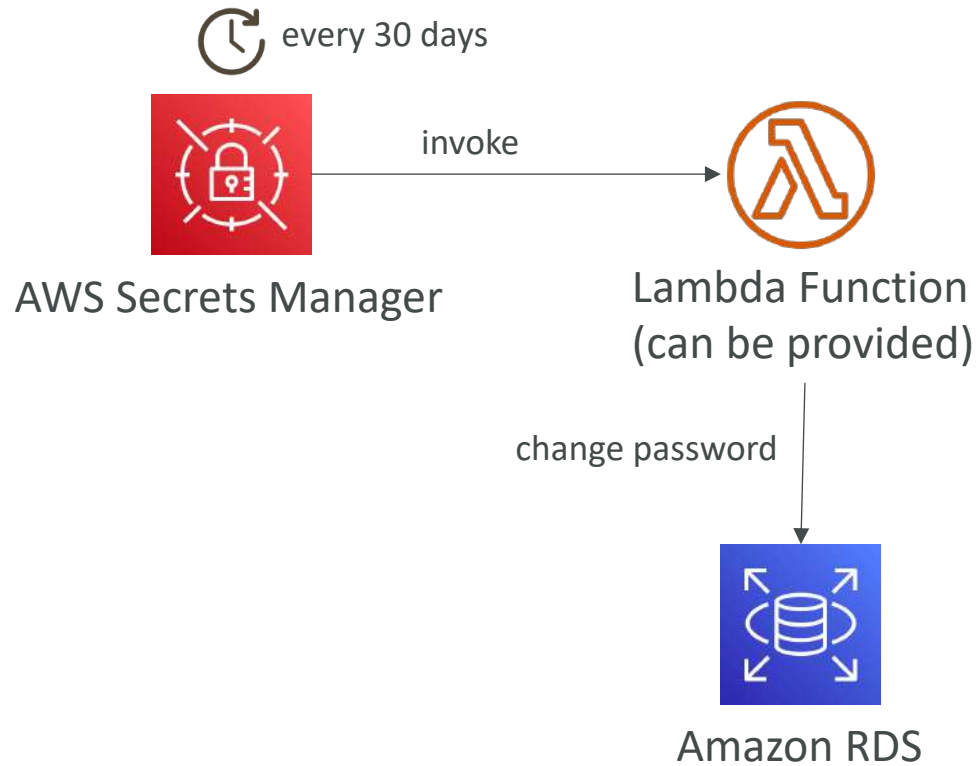 every 30 days
invoke
AWS Secrets Manager
Lambda Function
(can be provided)
change password
Amazon RDS